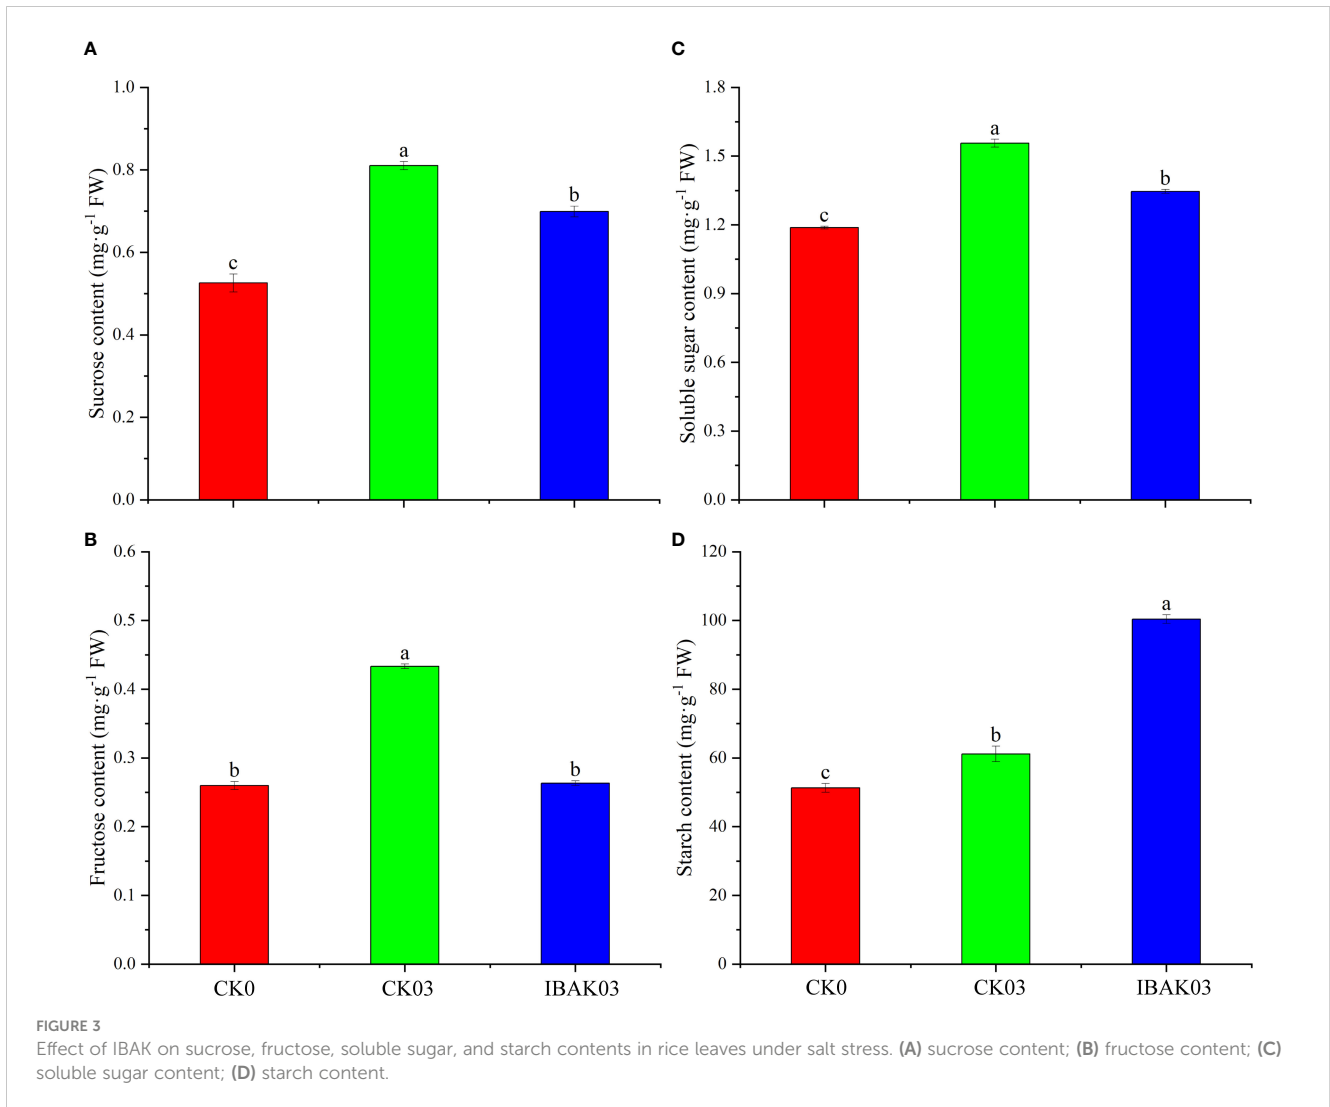 A
1.0
0.8
0.6
0.4
0.2
0.0
Sucrose content (mg·g-1 FW)
c
a
b
C
1.8
1.5
1.2
0.9
0.6
0.3
0.0
Soluble sugar content (mg·g-1 FW)
c
a
b
B
0.6
0.5
0.4
0.3
0.2
0.1
0.0
Fructose content (mg·g-1 FW)
b
a
b
CK0 CK03 IBAK03
D
120
100
80
60
40
20
0
Starch content (mg·g-1 FW)
c
b
a
CK0 CK03 IBAK03
FIGURE 3
Effect of IBAK on sucrose, fructose, soluble sugar, and starch contents in rice leaves under salt stress. (A) sucrose content; (B) fructose content; (C)
soluble sugar content; (D) starch content.